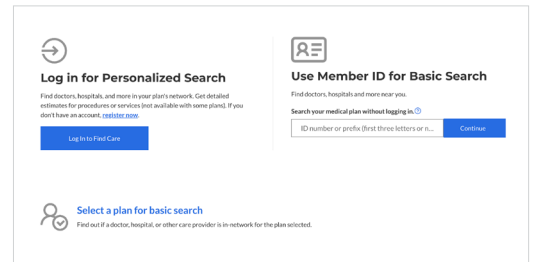 Log in for Personalized Search
Find doctors, hospitals, and more in your plan's network. Get detailed
estimates for procedures or services (not available with some plans). If you
don't have an account, register now.
Log In to Find Care
Use Member ID for Basic Search
Find doctors, hospitals and more near you.
Search your medical plan without logging in.
ID number or prefix (first three letters or n...
Continue
Select a plan for basic search
Find out if a doctor, hospital, or other care provider is in-network for the plan selected.